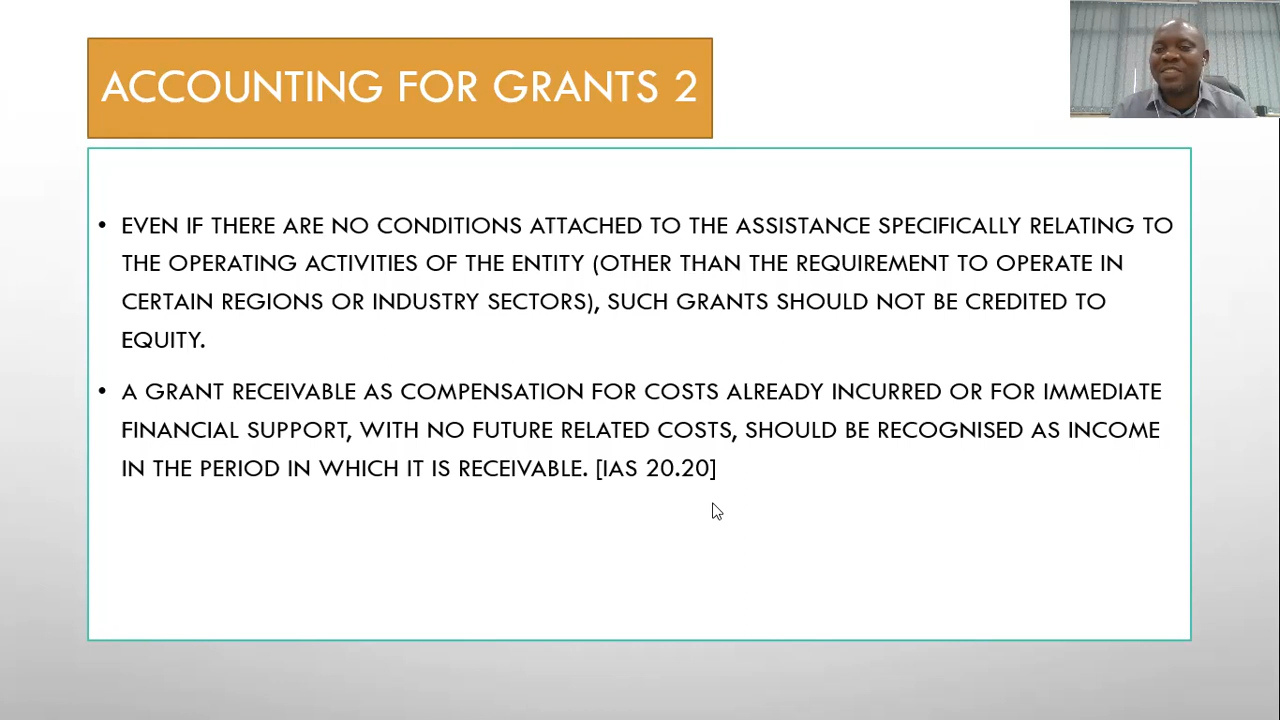 ACCOUNTING FOR GRANTS 2
• EVEN IF THERE ARE NO CONDITIONS ATTACHED TO THE ASSISTANCE SPECIFICALLY RELATING TO
THE OPERATING ACTIVITIES OF THE ENTITY (OTHER THAN THE REQUIREMENT TO OPERATE IN
CERTAIN REGIONS OR INDUSTRY SECTORS), SUCH GRANTS SHOULD NOT BE CREDITED TO
EQUITY.
• A GRANT RECEIVABLE AS COMPENSATION FOR COSTS ALREADY INCURRED OR FOR IMMEDIATE
FINANCIAL SUPPORT, WITH NO FUTURE RELATED COSTS, SHOULD BE RECOGNISED AS INCOME
IN THE PERIOD IN WHICH IT IS RECEIVABLE. [IAS 20.20]